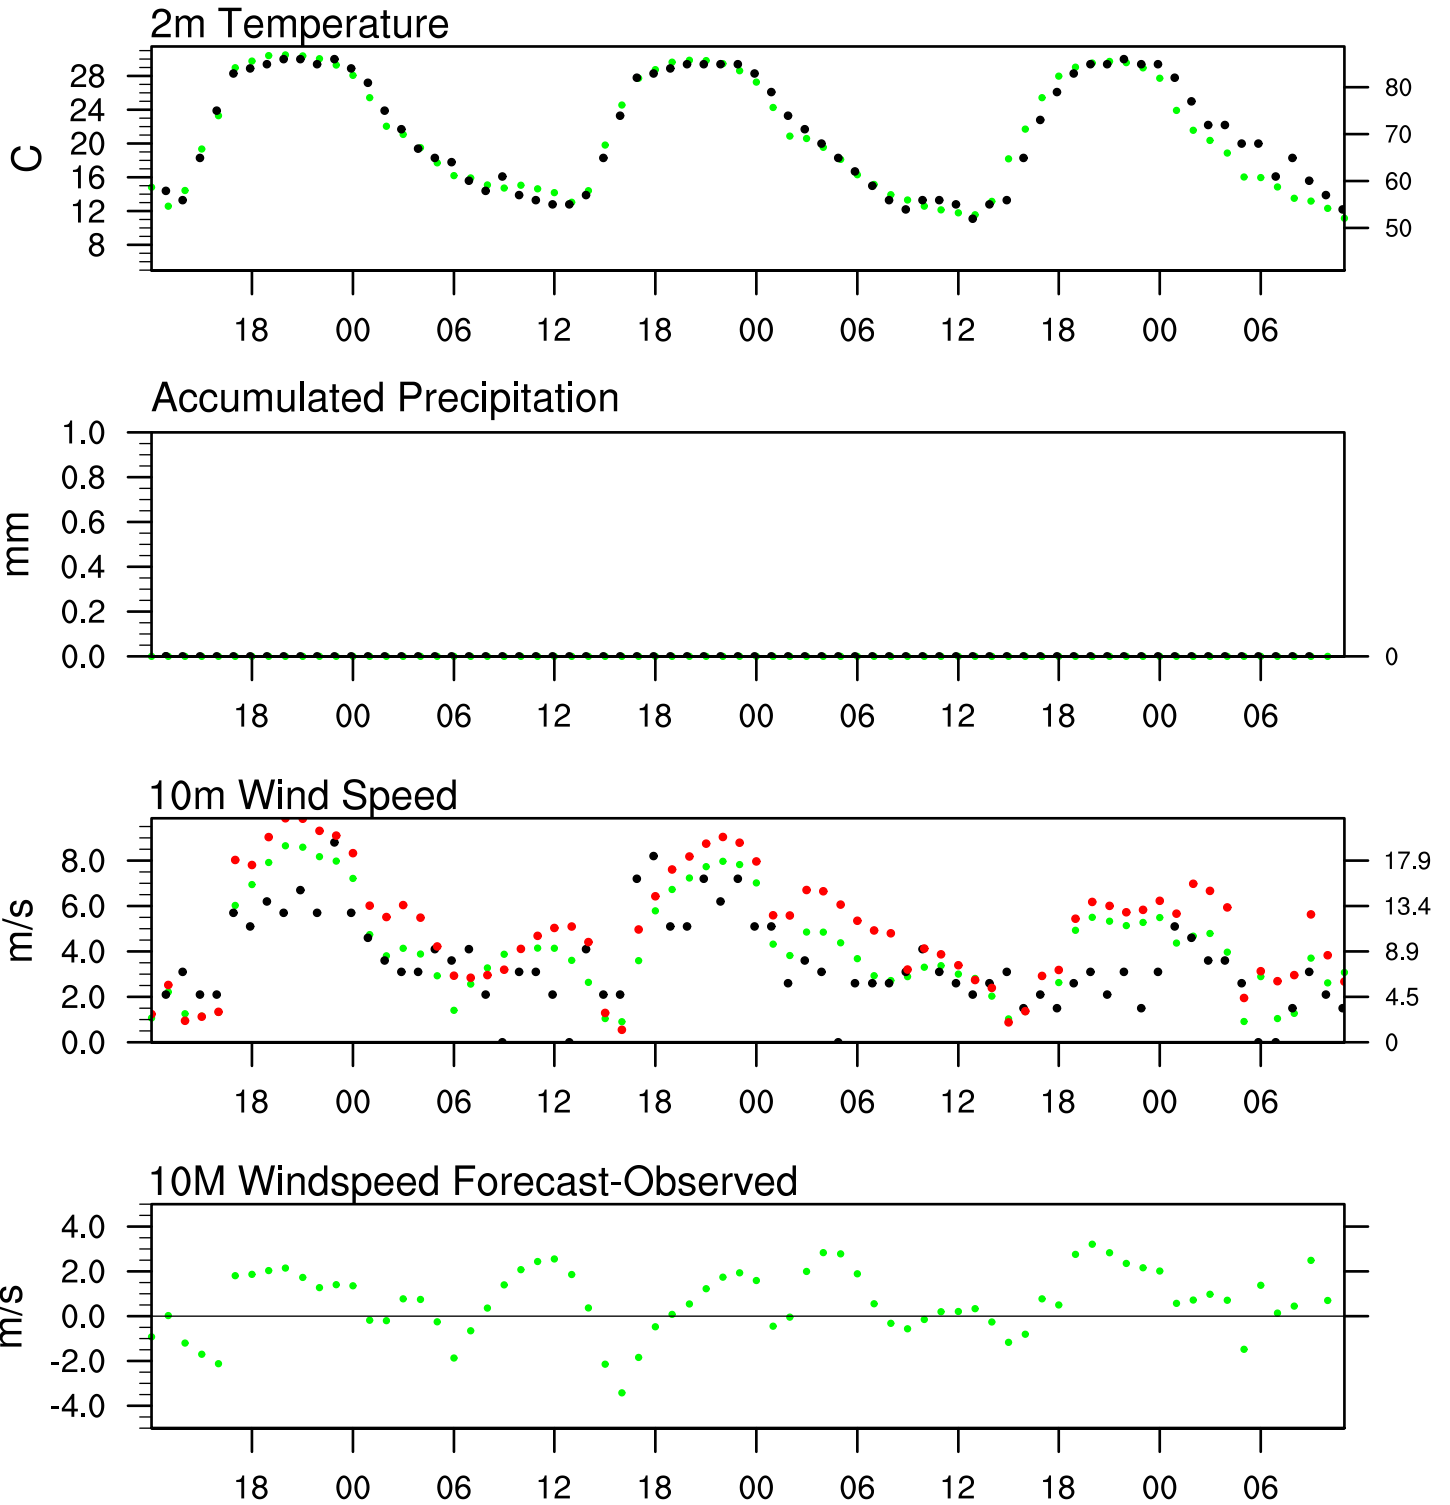 2m Temperature
28
24
20
16
12
8
C
80
70
60
50
18 00 06 12 18 00 06 12 18 00 06
Accumulated Precipitation
1.0
0.8
0.6
0.4
0.2
0.0
mm
0
18 00 06 12 18 00 06 12 18 00 06
10m Wind Speed
8.0
6.0
4.0
2.0
0.0
m/s
17.9
13.4
8.9
4.5
0
18 00 06 12 18 00 06 12 18 00 06
10M Windspeed Forecast-Observed
4.0
2.0
0.0
-2.0
-4.0
m/s
18 00 06 12 18 00 06 12 18 00 06